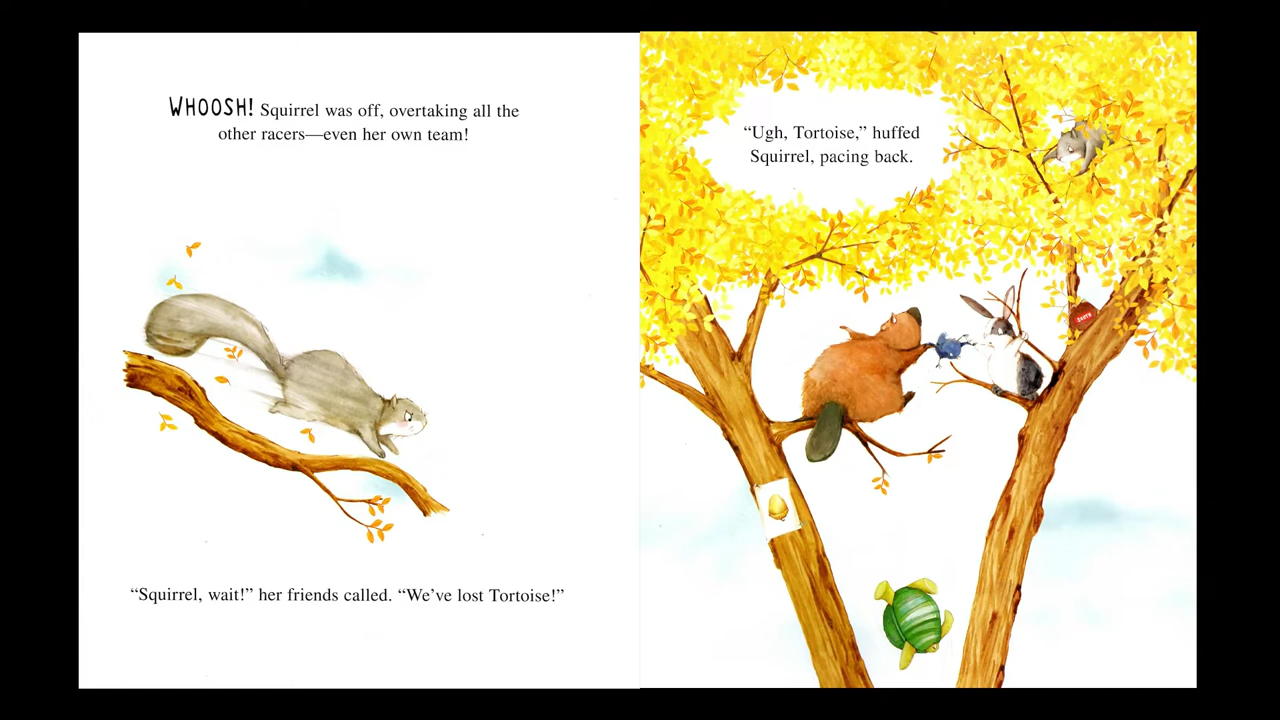 WHOOSH! Squirrel was off, overtaking all the
other racers—even her own team!
“Squirrel, wait!” her friends called. “We’ve lost Tortoise!”
“Ugh, Tortoise,” huffed
Squirrel, pacing back.